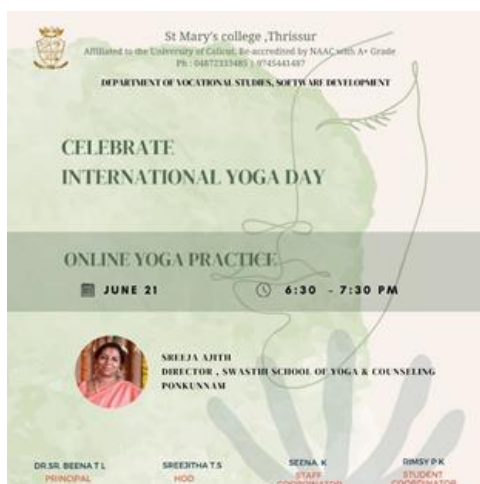 St Mary's college ,Thrissur
Affiliated to the University of Calicut, Re-accredited by NAAC with A+ Grade
Ph : 04872333485 | 9745441487
DEPARTMENT OF VOCATIONAL STUDIES, SOFTWARE DEVELOPMENT
CELEBRATE
INTERNATIONAL YOGA DAY
ONLINE YOGA PRACTICE
JUNE 21
6:30 - 7:30 PM
SREEJA AJITH
DIRECTOR , SWASTHI SCHOOL OF YOGA & COUNSELING
PONKUNNAM
DR.SR. BEENA T L
PRINCIPAL
SREEJITHA T.S
HOD
SEENA. K
STAFF
COORDINATOR
RIMSY P K
STUDENT
COORDINATOR